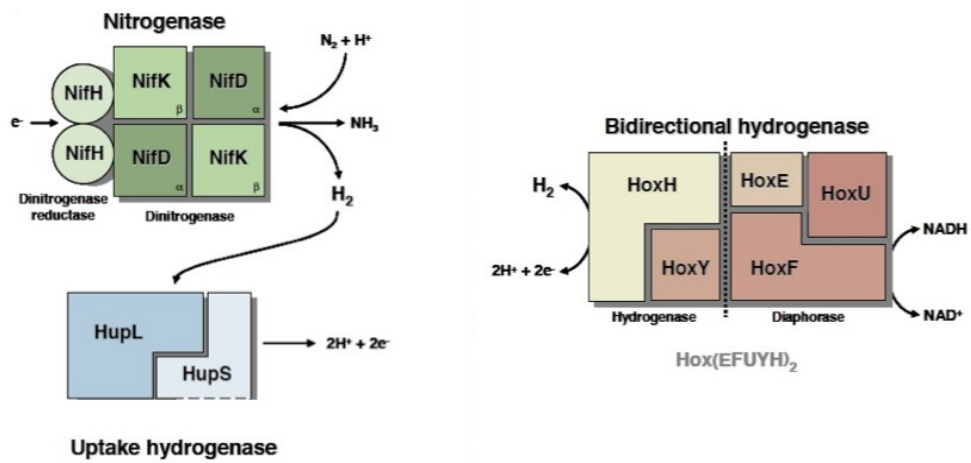 Nitrogenase
N₂ + H⁺
NifH
NifK
β
NifD
α
e⁻
NH₃
NifH
NifD
α
NifK
β
Dinitrogenase
reductase
Dinitrogenase
H₂
HupL
HupS
2H⁺ + 2e⁻
Uptake hydrogenase
Bidirectional hydrogenase
H₂
HoxH
HoxE
HoxU
NADH
2H⁺ + 2e⁻
HoxY
HoxF
NAD⁺
Hydrogenase
Diaphorase
Hox(EFUYH)₂